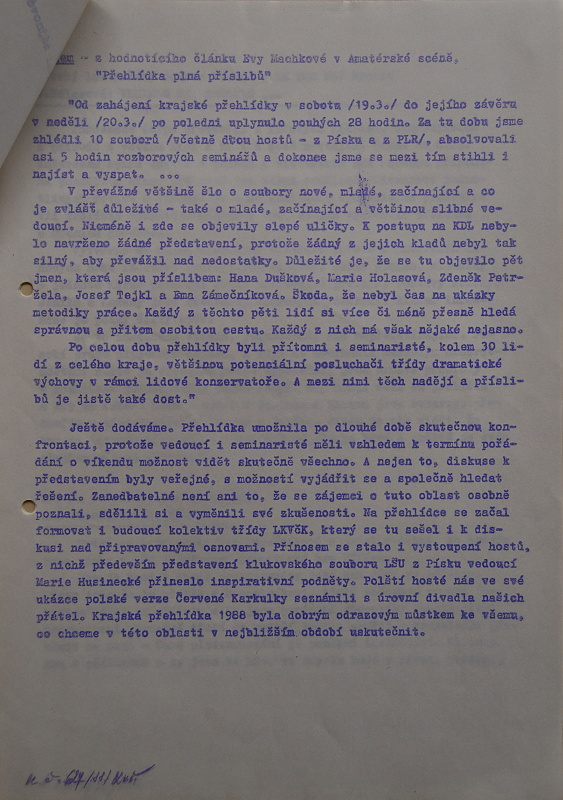 - z hodnotícího článku Evy Machkové v Amatérské scéně,
"Přehlídka plná příslibů"
"Od zahájení krajské přehlídky v sobotu /19.3./ do jejího závěru
v neděli /20.3./ po poledni uplynulo pouhých 28 hodin. Za tu dobu jsme
zhlédli 10 souborů /včetně dbou hostů - z Písku a z PLR/, absolvovali
asi 5 hodin rozborových seminářů a dokonce jsme se mezi tím stihli i
najíst a vyspat. ...
V převážné většině šlo o soubory nové, mladé, začínající a co
je zvlášť důležité - také o mladé, začínající a většinou slibné ve-
doucí. Nicméně i zde se objevily slepé uličky. K postupu na KDL neby-
lo navrženo žádné představení, protože žádný z jejich kladů nebyl tak
silný, aby převážil nad nedostatky. Důležité je, že se tu objevilo pět
jmen, která jsou příslibem: Hana Dušková, Marie Holasová, Zdeněk Petr-
žela, Josef Tejkl a Ema Zámečníková. Škoda, že nebyl čas na ukázky
metodiky práce. Každý z těchto pěti lidí si více či méně přesně hledá
správnou a přitom osobitou cestu. Každý z nich má však nějaké nejasno.
Po celou dobu přehlídky byli přítomni i seminaristé, kolem 30 li-
dí z celého kraje, většinou potenciální posluchači třídy dramatické
výchovy v rámci lidové konzervatoře. A mezi nimi těch nadějí a přísli-
bů je jistě také dost."
Ještě dodáváme. Přehlídka umožnila po dlouhé době skutečnou kon-
frontaci, protože vedoucí i seminaristé měli vzhledem k termínu pořá-
dání o víkendu možnost vidět skutečně všechno. A nejen to, diskuse k
představením byly veřejné, s možností vyjádřit se a společně hledat
řešení. Zanedbatelné není ani to, že se zájemci o tuto oblast osobně
poznali, sdělili si a vyměnili své zkušenosti. Na přehlídce se začal
formovat i budoucí kolektiv třídy LKVČK, který se tu sešel i k dis-
kusi nad připravovanými osnovami. Přínosem se stalo i vystoupení hostů,
z nichž především představení klukovského souboru LŠU z Písku vedoucí
Marie Husinecké přineslo inspirativní podněty. Polští hosté nás ve své
ukázce polské verze Červené Karkulky seznámili s úrovní divadla našich
přátel. Krajská přehlídka 1988 byla dobrým odrazovým můstkem ke všemu,
co chceme v této oblasti v nejbližším období uskutečnit.